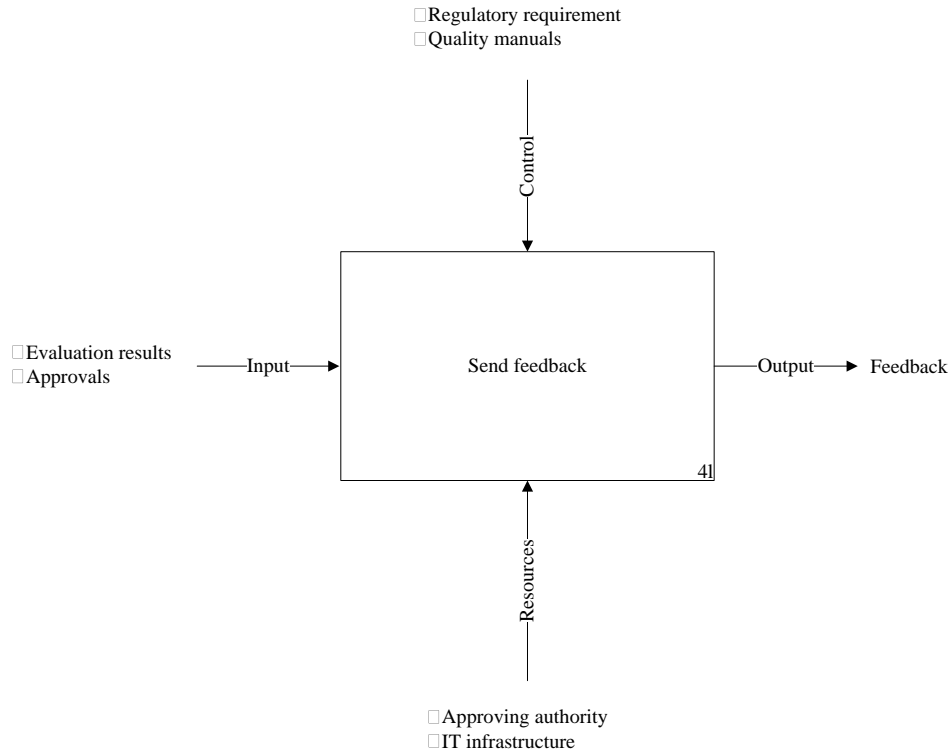 □Regulatory requirement
□Quality manuals
Control
□Evaluation results
□Approvals
Input
Send feedback
Output
Feedback
4l
Resources
□Approving authority
□IT infrastructure